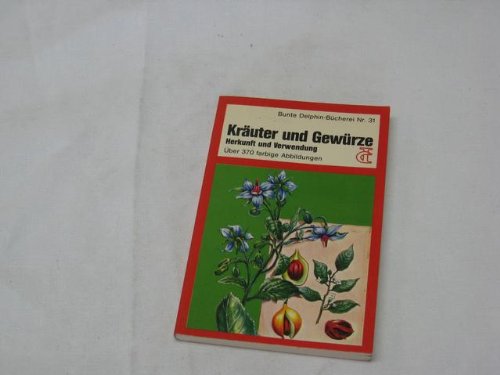 Bunte Delphin-Bücherei Nr. 31
Kräuter und Gewürze
Herkunft und Verwendung
Über 370 farbige Abbildungen